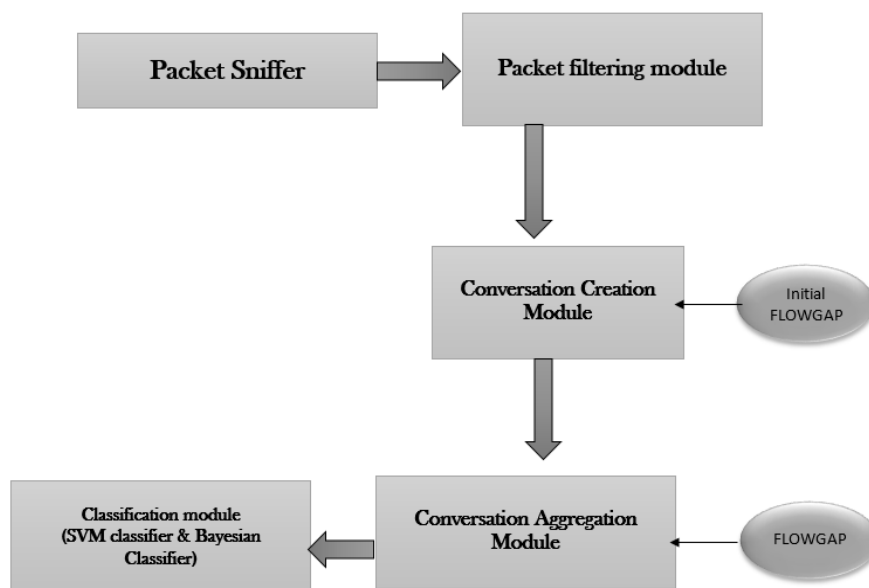 Packet Sniffer
Packet filtering module
Conversation Creation
Module
Initial
FLOWGAP
Conversation Aggregation
Module
FLOWGAP
Classification module
(SVM classifier & Bayesian
Classifier)